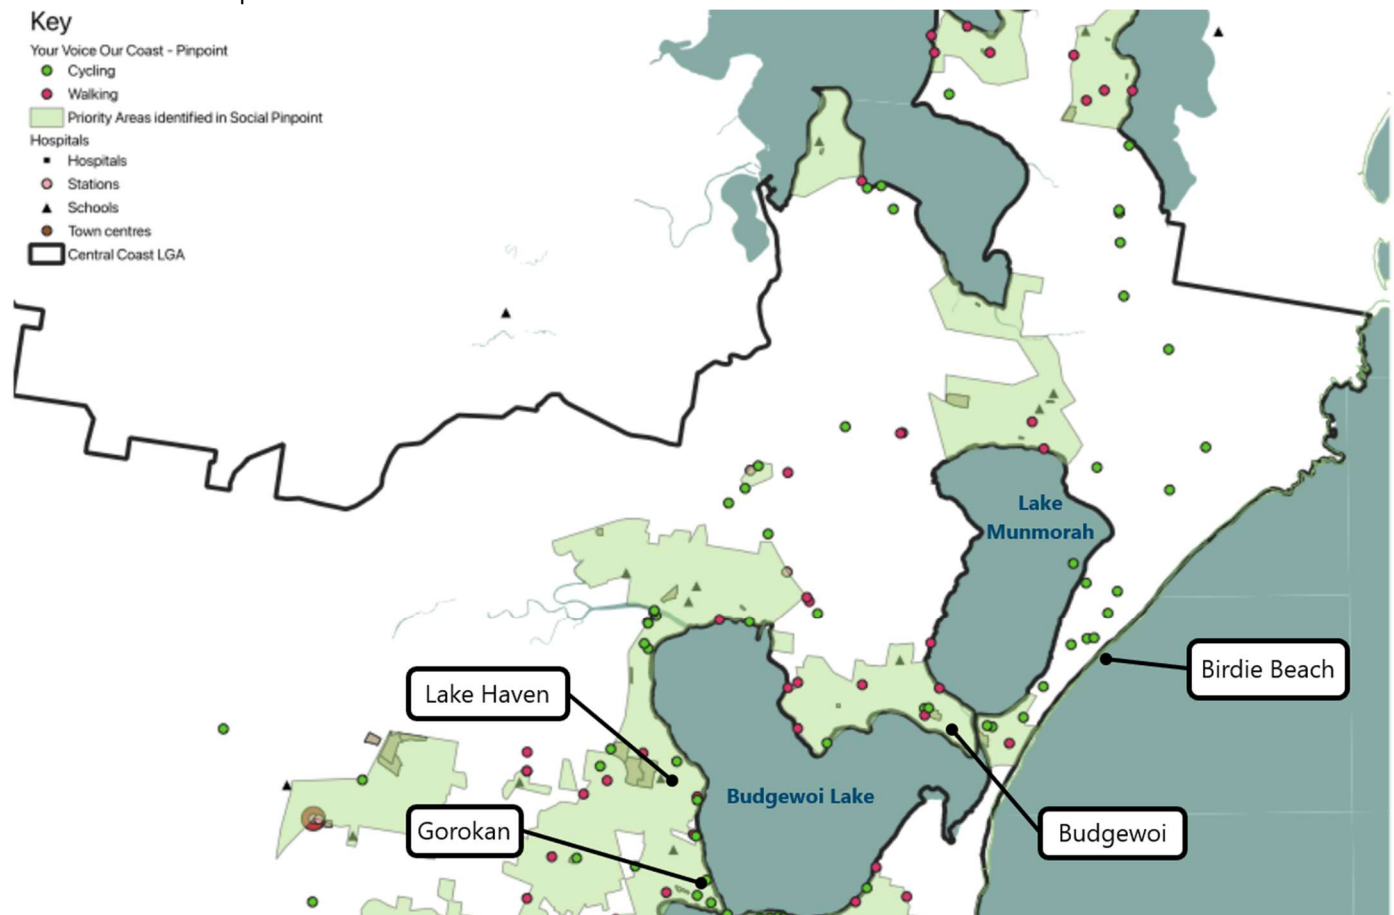 Key
Your Voice Our Coast - Pinpoint
Cycling
Walking
Priority Areas identified in Social Pinpoint
Hospitals
Hospitals
Stations
Schools
Town centres
Central Coast LGA
Lake
Munmorah
Birdie Beach
Lake Haven
Budgewoi Lake
Gorokan
Budgewoi